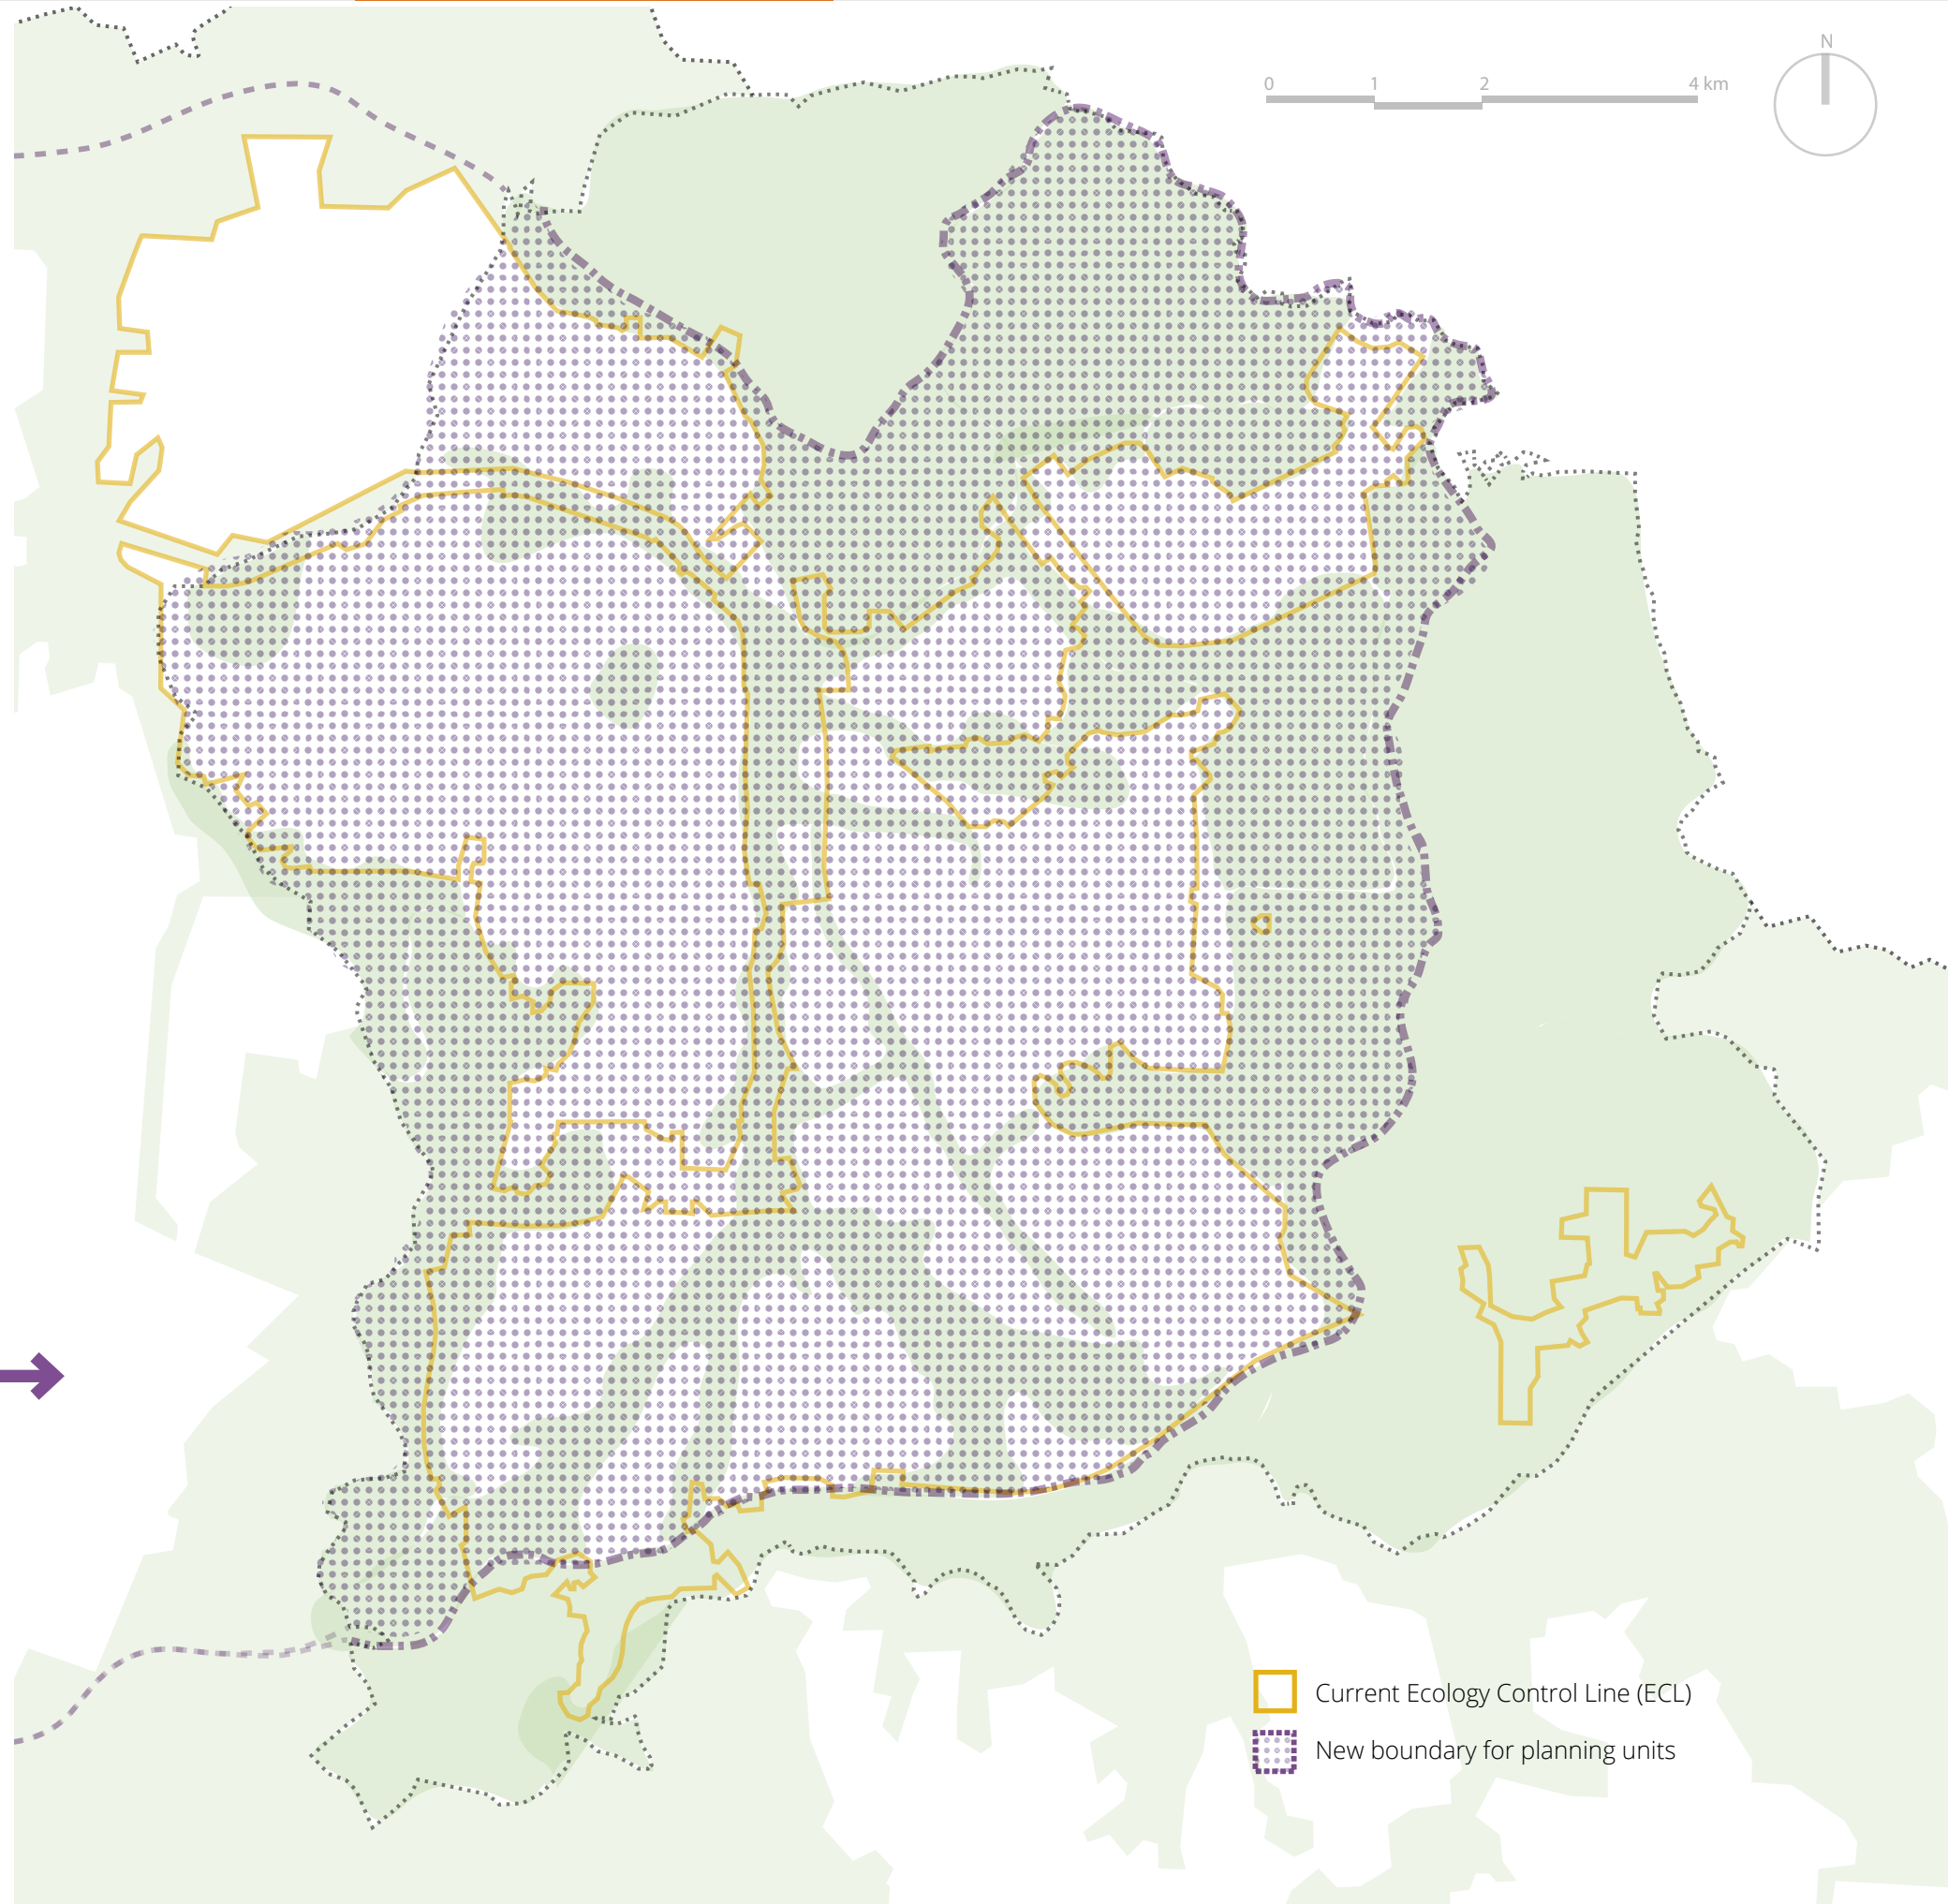 N
0 1 2 4 km
Current Ecology Control Line (ECL)
New boundary for planning units